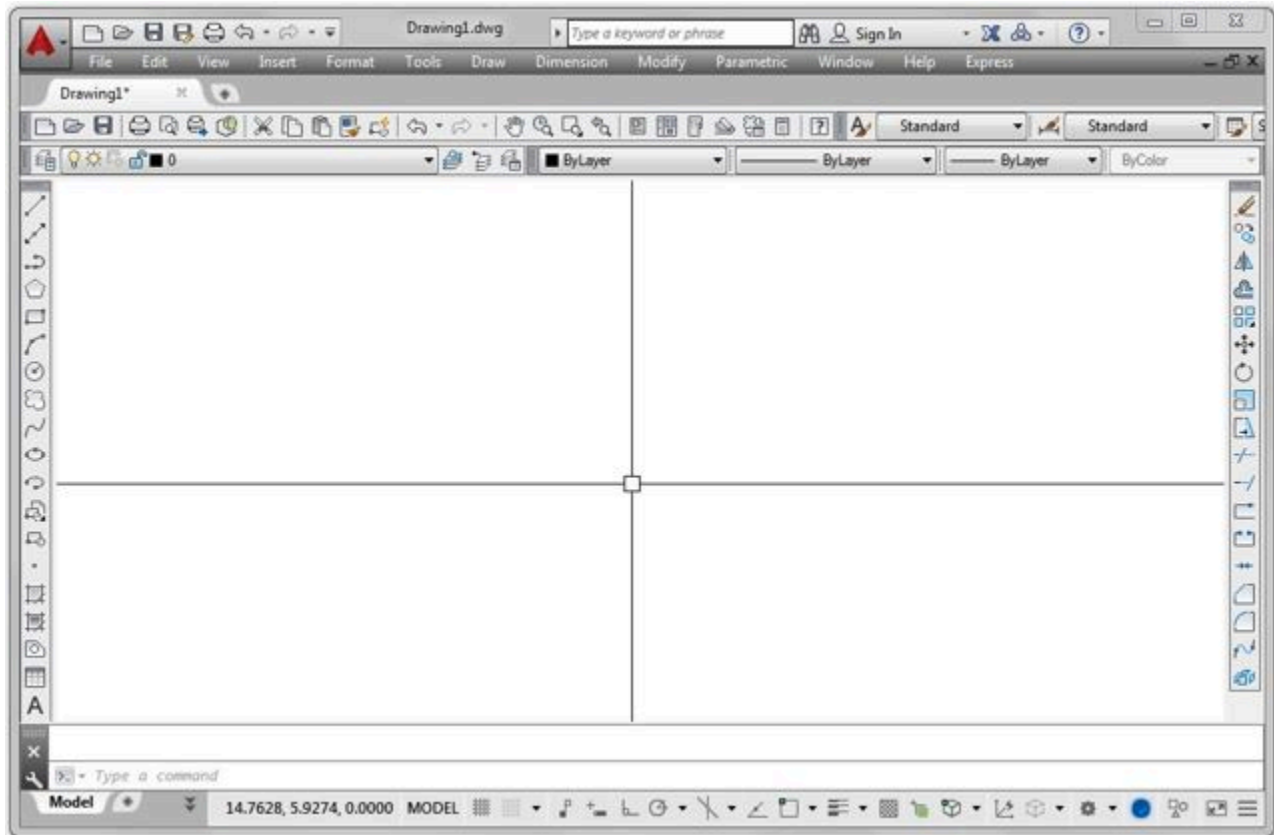 Drawing1.dwg Type a keyword or phrase Sign In
File Edit View Insert Format Tools Draw Dimension Modify Parametric Window Help Express
Drawing1*
Standard Standard S
0 ByLayer ByLayer ByLayer ByColor
A
Type a command
Model 14.7628, 5.9274, 0.0000 MODEL